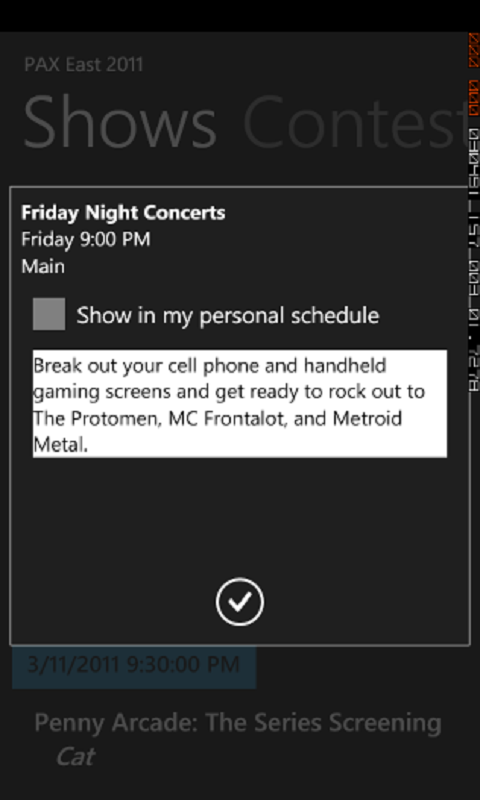 PAX East 2011
Shows Contest
Friday Night Concerts
Friday 9:00 PM
Main
Show in my personal schedule
Break out your cell phone and handheld
gaming screens and get ready to rock out to
The Protomen, MC Frontalot, and Metroid
Metal.
3/11/2011 9:30:00 PM
Penny Arcade: The Series Screening
Cat